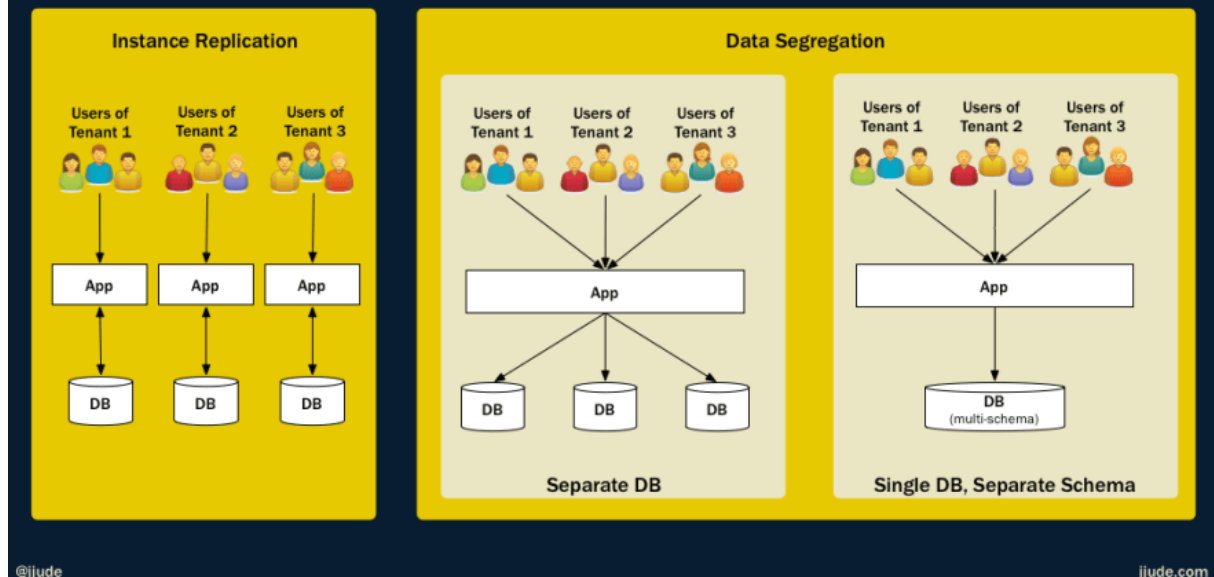 Instance Replication
Users of
Tenant 1
Users of
Tenant 2
Users of
Tenant 3
App
App
App
DB
DB
DB
Data Segregation
Users of
Tenant 1
Users of
Tenant 2
Users of
Tenant 3
App
DB
DB
DB
Separate DB
Users of
Tenant 1
Users of
Tenant 2
Users of
Tenant 3
App
DB
(multi-schema)
Single DB, Separate Schema
@jjude
jjude.com